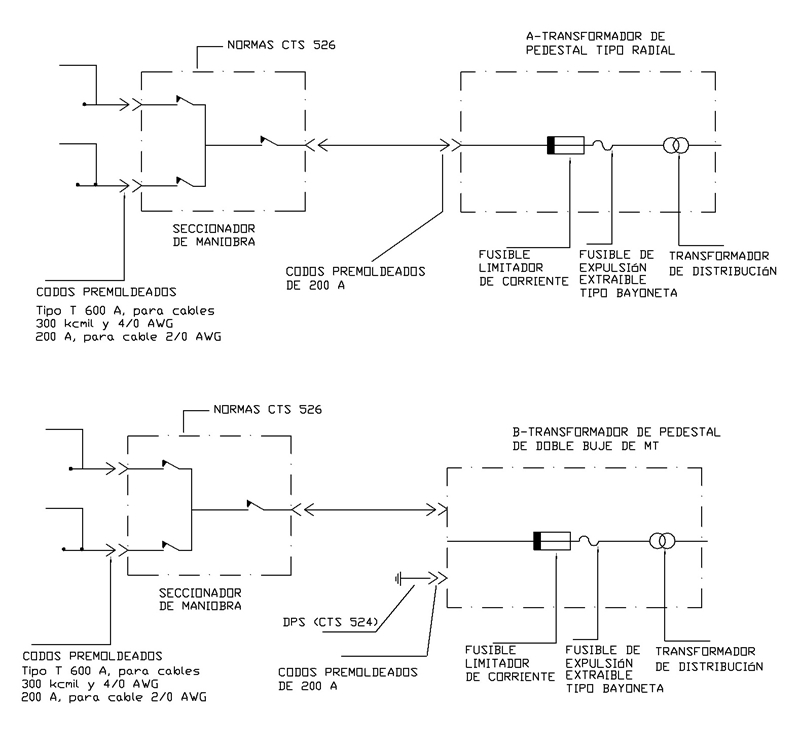 NORMAS CTS 526
A-TRANSFORMADOR DE
PEDESTAL TIPO RADIAL
SECCIONADOR
DE MANIOBRA
CODOS PREMOLDEADOS
DE 200 A
FUSIBLE
LIMITADOR
DE CORRIENTE
FUSIBLE DE
EXPULSIÓN
EXTRAIBLE
TIPO BAYONETA
TRANSFORMADOR
DE DISTRIBUCIÓN
CODOS PREMOLDEADOS
Tipo T 600 A, para cables
300 kcmil y 4/0 AWG
200 A, para cable 2/0 AWG
NORMAS CTS 526
B-TRANSFORMADOR DE PEDESTAL
DE DOBLE BUJE DE MT
SECCIONADOR
DE MANIOBRA
DPS (CTS 524)
CODOS PREMOLDEADOS
DE 200 A
FUSIBLE
LIMITADOR
DE CORRIENTE
FUSIBLE DE
EXPULSIÓN
EXTRAIBLE
TIPO BAYONETA
TRANSFORMADOR
DE DISTRIBUCIÓN
CODOS PREMOLDEADOS
Tipo T 600 A, para cables
300 kcmil y 4/0 AWG
200 A, para cable 2/0 AWG